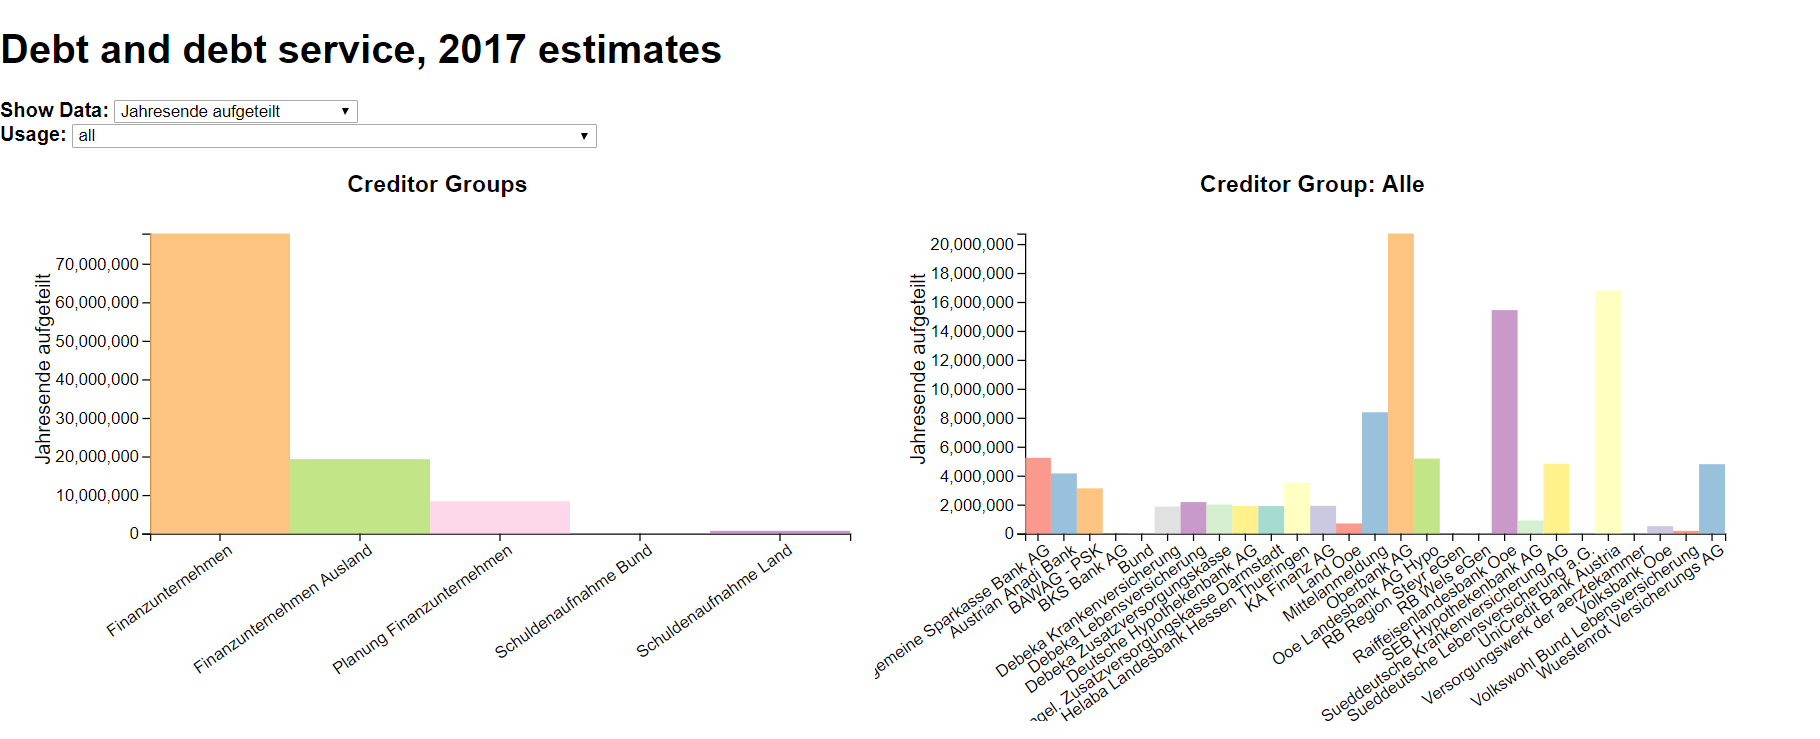 Debt and debt service, 2017 estimates
Show Data: Jahresende aufgeteilt
Usage: all
Creditor Groups
Jahresende aufgeteilt
70,000,000
60,000,000
50,000,000
40,000,000
30,000,000
20,000,000
10,000,000
0
Finanzunternehmen
Finanzunternehmen Ausland
Planung Finanzunternehmen
Schuldenaufnahme Bund
Schuldenaufnahme Land
Creditor Group: Alle
Jahresende aufgeteilt
20,000,000
18,000,000
16,000,000
14,000,000
12,000,000
10,000,000
8,000,000
6,000,000
4,000,000
2,000,000
0
gemeine Sparkasse Bank AG
Austrian Anadi Bank
BAWAG - PSK
BKS Bank AG
Bund
Debeka Krankenversicherung
Debeka Lebensversicherung
Debeka Zusatzversorgungskasse
Deutsche Hypothekenbank AG
ngel. Zusatzversorgungskasse Darmstadt
Helaba Landesbank Hessen Thueringen
KA Finanz AG
Land Ooe
Mittelanmeldung
Oberbank AG
Ooe Landesbank AG Hypo
RB Region Steyr eGen
RB Wels eGen
Raiffeisenlandesbank Ooe
SEB Hypothekenbank AG
Sueddeutsche Krankenversicherung AG
Sueddeutsche Lebensversicherung a.G.
UniCredit Bank Austria
Versorgungswerk der aerztekammer
Volksbank Ooe
Volkswohl Bund Lebensversicherung
Wuestenrot Versicherungs AG